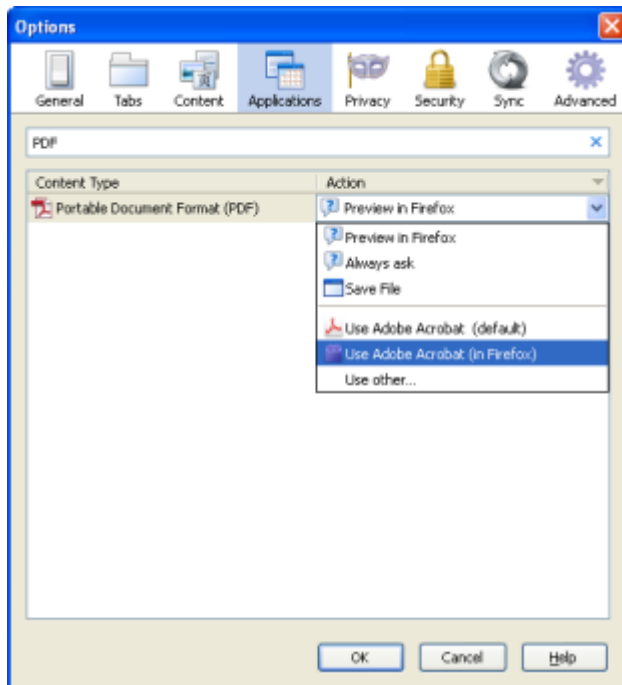 Options
General Tabs Content Applications Privacy Security Sync Advanced
PDF
Content Type Action
Portable Document Format (PDF) Preview in Firefox
Preview in Firefox
Always ask
Save File
Use Adobe Acrobat (default)
Use Adobe Acrobat (in Firefox)
Use other...
OK Cancel Help